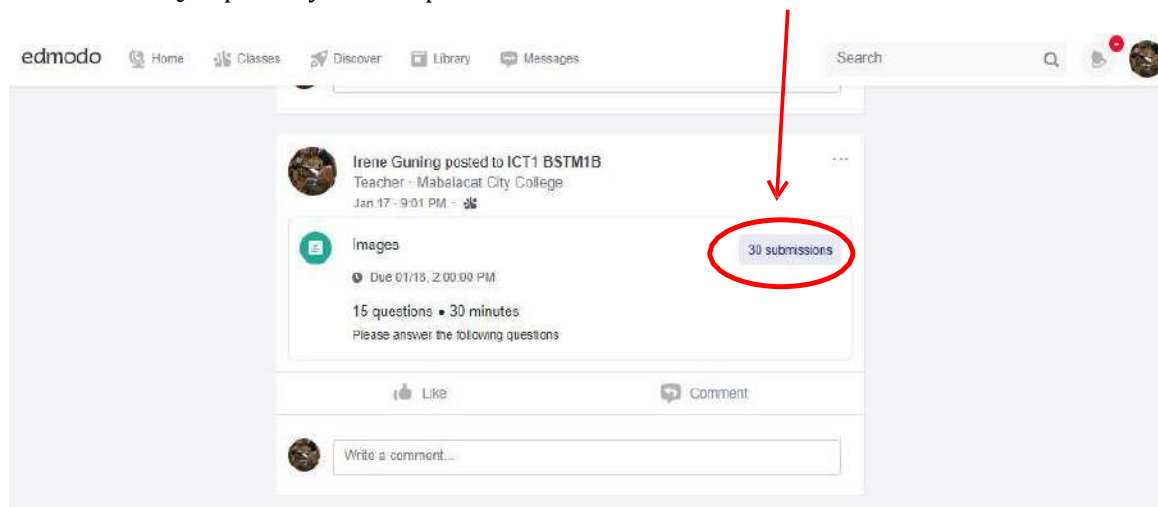 edmodo Home Classes Discover Library Messages Search
Irene Guning posted to ICT1 BSTM1B
Teacher - Mabalacat City College
Jan 17 - 9:01 PM -
Images
30 submissions
Due 01/18, 2:00:00 PM
15 questions • 30 minutes
Please answer the following questions
Like Comment
Write a comment...